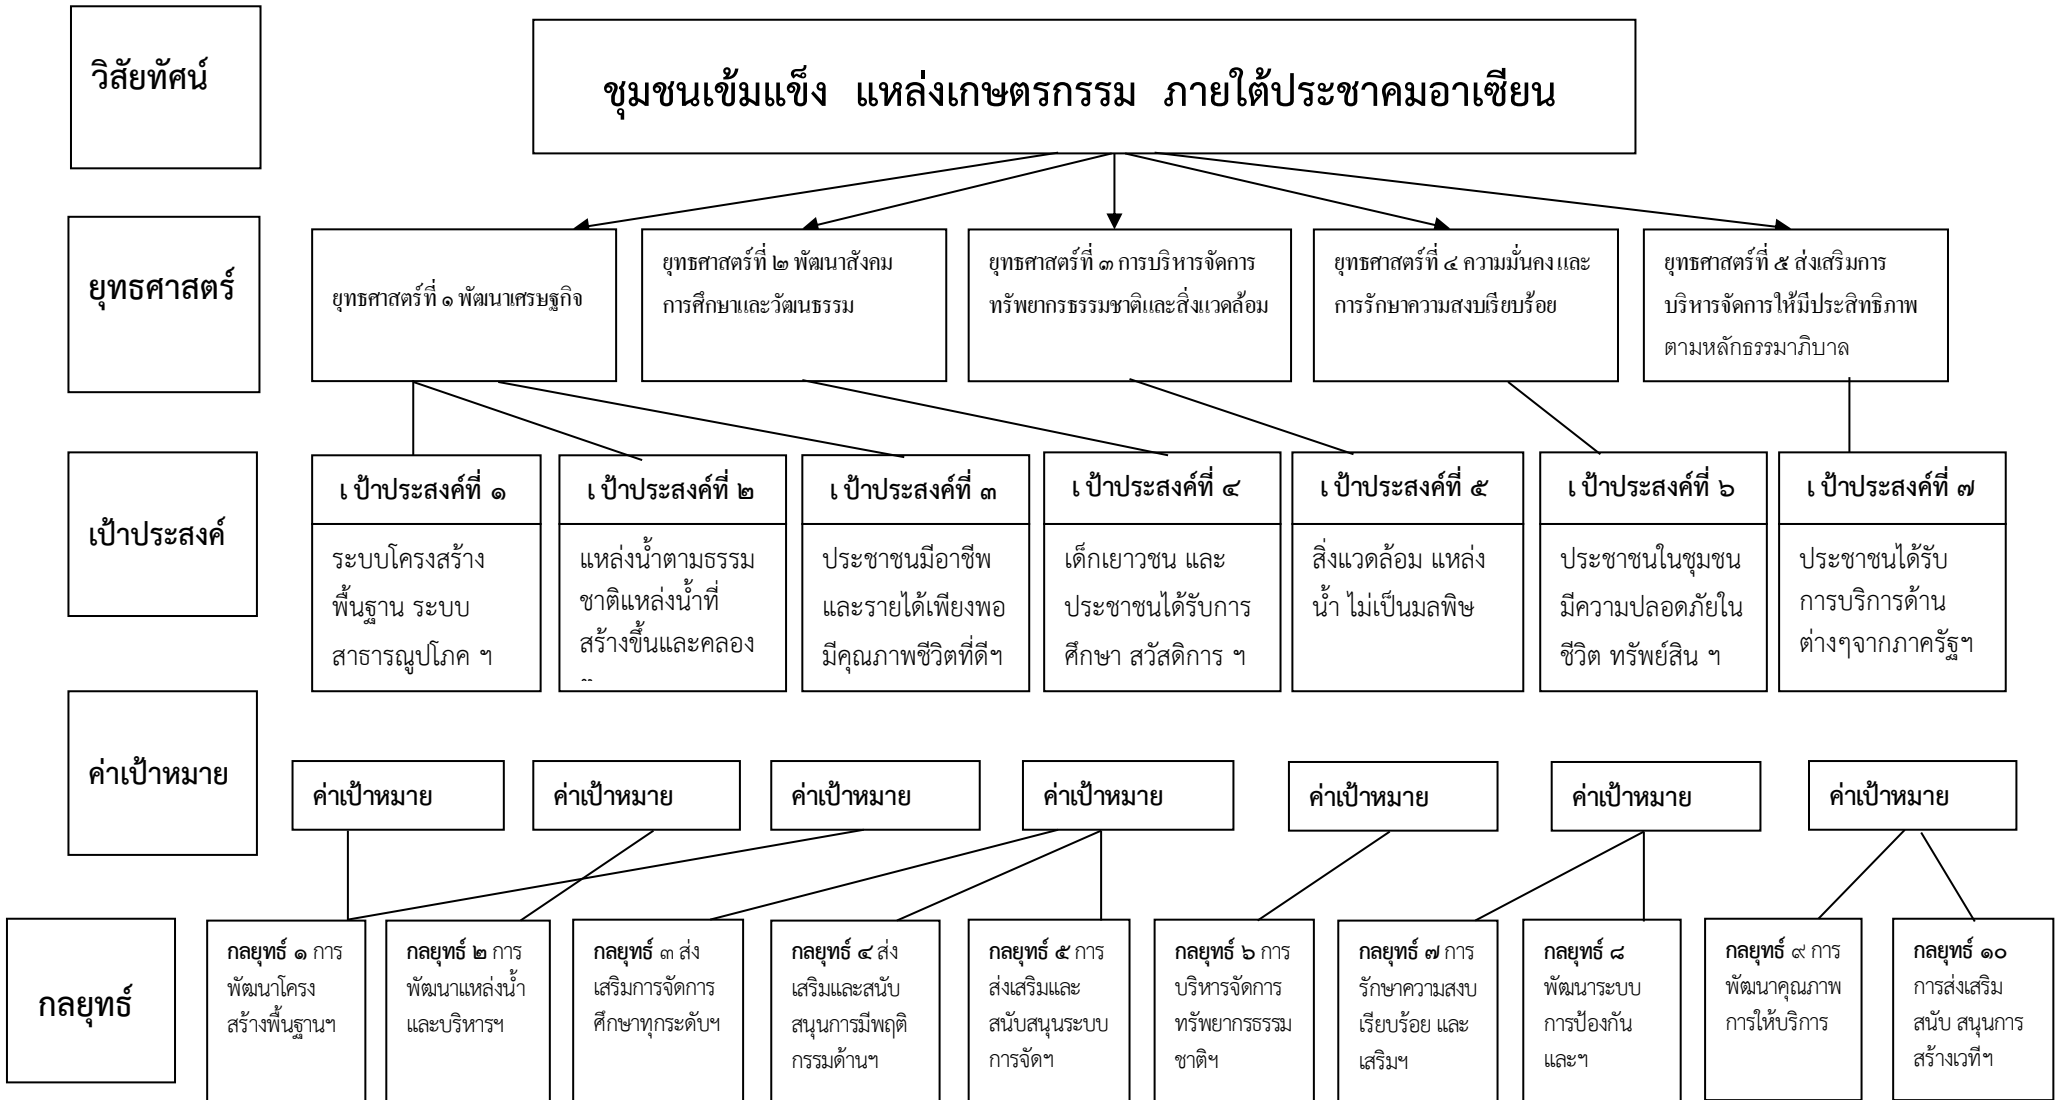 วิสัยทัศน์
ชุมชนเข้มแข็ง แหล่งเกษตรกรรม ภายใต้ประชาคมอาเซียน
ยุทธศาสตร์
ยุทธศาสตร์ที่ ๑ พัฒนาเศรษฐกิจ
ยุทธศาสตร์ที่ ๒ พัฒนาสังคม
การศึกษาและวัฒนธรรม
ยุทธศาสตร์ที่ ๓ การบริหารจัดการ
ทรัพยากรธรรมชาติและสิ่งแวดล้อม
ยุทธศาสตร์ที่ ๔ ความมั่นคงและ
การรักษาความสงบเรียบร้อย
ยุทธศาสตร์ที่ ๕ ส่งเสริมการ
บริหารจัดการให้มีประสิทธิภาพ
ตามหลักธรรมาภิบาล
เป้าประสงค์
เป้าประสงค์ที่ ๑
ระบบโครงสร้าง
พื้นฐาน ระบบ
สาธารณูปโภค ฯ
เป้าประสงค์ที่ ๒
แหล่งน้ำตามธรรม
ชาติแหล่งน้ำที่
สร้างขึ้นและคลอง
เป้าประสงค์ที่ ๓
ประชาชนมีอาชีพ
และรายได้เพียงพอ
มีคุณภาพชีวิตที่ดีฯ
เป้าประสงค์ที่ ๔
เด็กเยาวชน และ
ประชาชนได้รับการ
ศึกษา สวัสดิการ ฯ
เป้าประสงค์ที่ ๕
สิ่งแวดล้อม แหล่ง
น้ำ ไม่เป็นมลพิษ
เป้าประสงค์ที่ ๖
ประชาชนในชุมชน
มีความปลอดภัยใน
ชีวิต ทรัพย์สิน ฯ
เป้าประสงค์ที่ ๗
ประชาชนได้รับ
การบริการด้าน
ต่างๆจากภาครัฐฯ
ค่าเป้าหมาย
ค่าเป้าหมาย
ค่าเป้าหมาย
ค่าเป้าหมาย
ค่าเป้าหมาย
ค่าเป้าหมาย
ค่าเป้าหมาย
ค่าเป้าหมาย
กลยุทธ์
กลยุทธ์ ๑ การ
พัฒนาโครง
สร้างพื้นฐานฯ
กลยุทธ์ ๒ การ
พัฒนาแหล่งน้ำ
และบริหารฯ
กลยุทธ์ ๓ ส่ง
เสริมการจัดการ
ศึกษาทุกระดับฯ
กลยุทธ์ ๔ ส่ง
เสริมและสนับ
สนุนการมีพฤติ
กรรมด้านฯ
กลยุทธ์ ๕ การ
ส่งเสริมและ
สนับสนุนระบบ
การจัดฯ
กลยุทธ์ ๖ การ
บริหารจัดการ
ทรัพยากรธรรม
ชาติฯ
กลยุทธ์ ๗ การ
รักษาความสงบ
เรียบร้อย และ
เสริมฯ
กลยุทธ์ ๘
พัฒนาระบบ
การป้องกัน
และฯ
กลยุทธ์ ๙ การ
พัฒนาคุณภาพ
การให้บริการ
กลยุทธ์ ๑๐
การส่งเสริม
สนับ สนุนการ
สร้างเวทีฯ